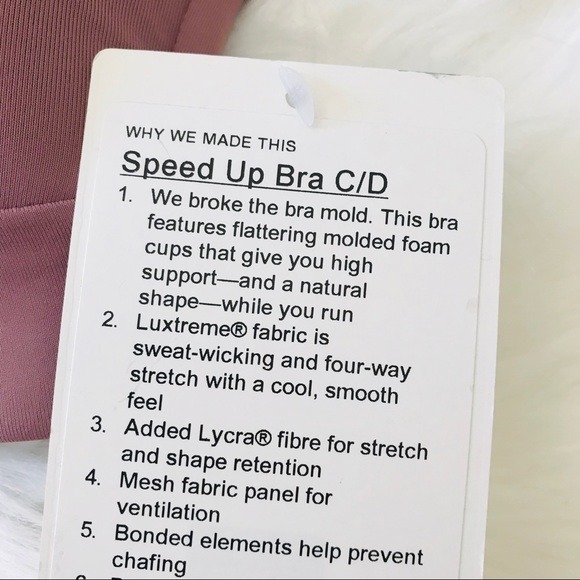 WHY WE MADE THIS
Speed Up Bra C/D
1. We broke the bra mold. This bra
features flattering molded foam
cups that give you high
support—and a natural
shape—while you run
2. Luxtreme® fabric is
sweat-wicking and four-way
stretch with a cool, smooth
feel
3. Added Lycra® fibre for stretch
and shape retention
4. Mesh fabric panel for
ventilation
5. Bonded elements help prevent
chafing